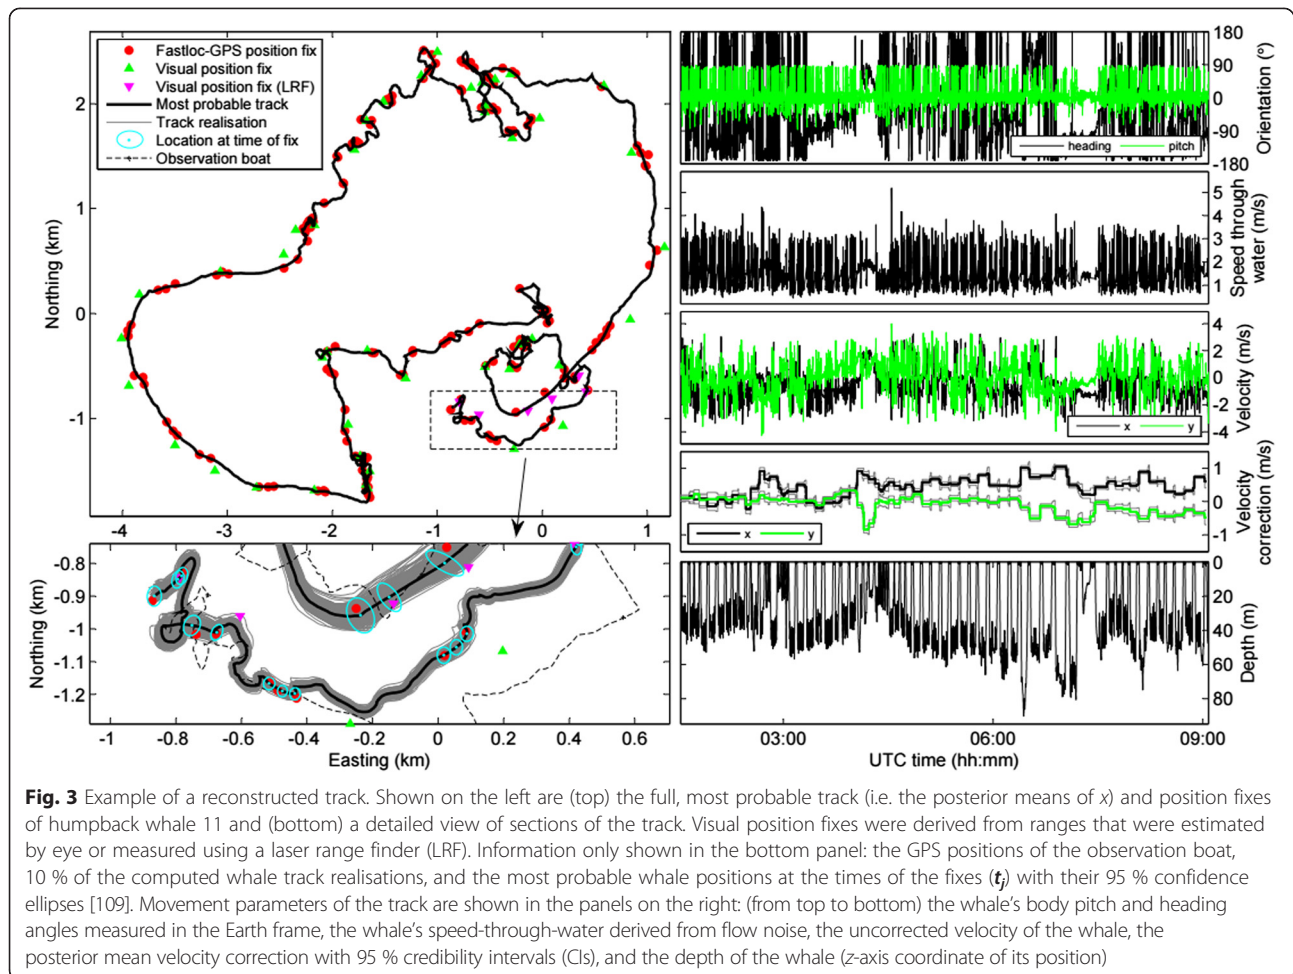 Fastloc-GPS position fix
Visual position fix
Visual position fix (LRF)
Most probable track
Track realisation
Location at time of fix
Observation boat
Northing (km)
2
1
0
-1
-4
-3
-2
-1
0
1
Northing (km)
-0.8
-0.9
-1
-1.1
-1.2
-1
-0.8
-0.6
-0.4
-0.2
0
0.2
0.4
0.6
Easting (km)
180
90
0
-90
-180
Orientation (°)
heading
pitch
5
4
3
2
1
Speed through
water (m/s)
4
2
0
-2
-4
Velocity (m/s)
x
y
1
0
-1
Velocity
correction (m/s)
x
y
0
20
40
60
80
Depth (m)
03:00
06:00
09:00
UTC time (hh:mm)
Fig. 3 Example of a reconstructed track. Shown on the left are (top) the full, most probable track (i.e. the posterior means of x) and position fixes
of humpback whale 11 and (bottom) a detailed view of sections of the track. Visual position fixes were derived from ranges that were estimated
by eye or measured using a laser range finder (LRF). Information only shown in the bottom panel: the GPS positions of the observation boat,
10 % of the computed whale track realisations, and the most probable whale positions at the times of the fixes (tj) with their 95 % confidence
ellipses [109]. Movement parameters of the track are shown in the panels on the right: (from top to bottom) the whale's body pitch and heading
angles measured in the Earth frame, the whale's speed-through-water derived from flow noise, the uncorrected velocity of the whale, the
posterior mean velocity correction with 95 % credibility intervals (CIs), and the depth of the whale (z-axis coordinate of its position)